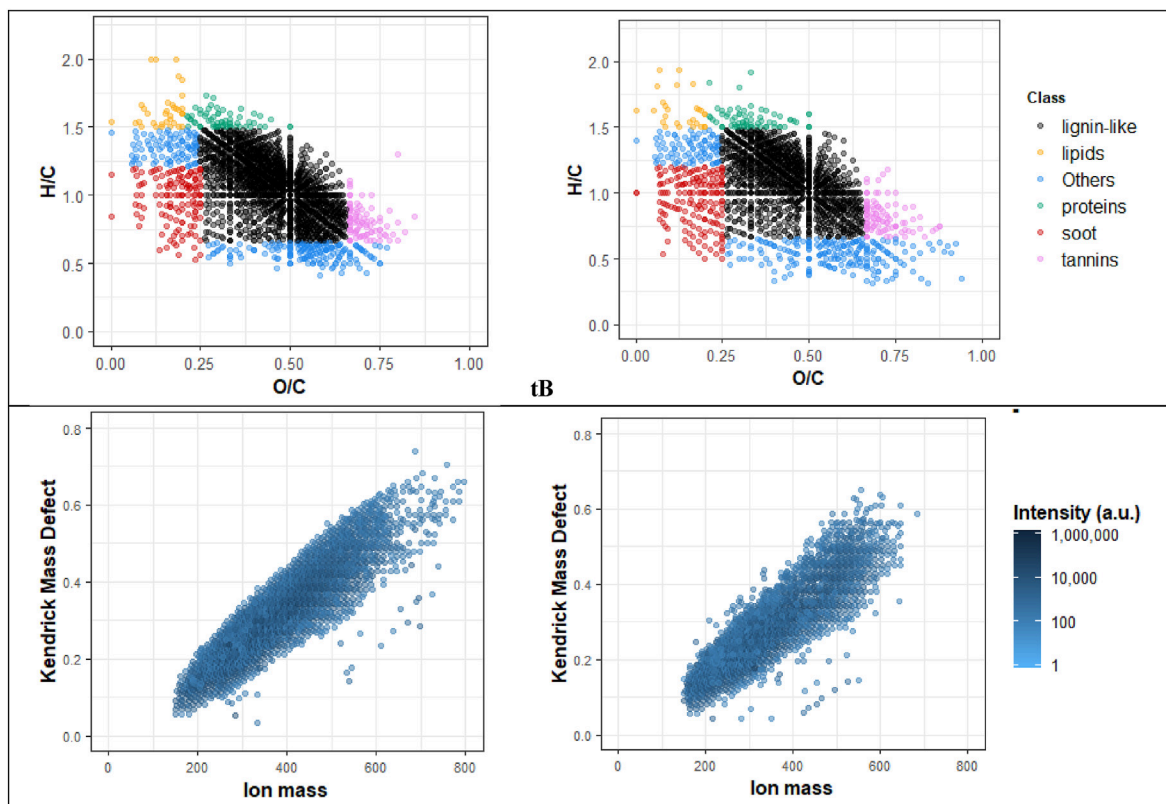 2.0
1.5
1.0
0.5
0.0
H/C
0.00 0.25 0.50 0.75 1.00
O/C
2.0
1.5
1.0
0.5
0.0
H/C
0.00 0.25 0.50 0.75 1.00
O/C
Class
lignin-like
lipids
Others
proteins
soot
tannins
tB
0.8
0.6
0.4
0.2
0.0
Kendrick Mass Defect
0 200 400 600 800
Ion mass
0.8
0.6
0.4
0.2
0.0
Kendrick Mass Defect
0 200 400 600 800
Ion mass
Intensity (a.u.)
1,000,000
10,000
100
1